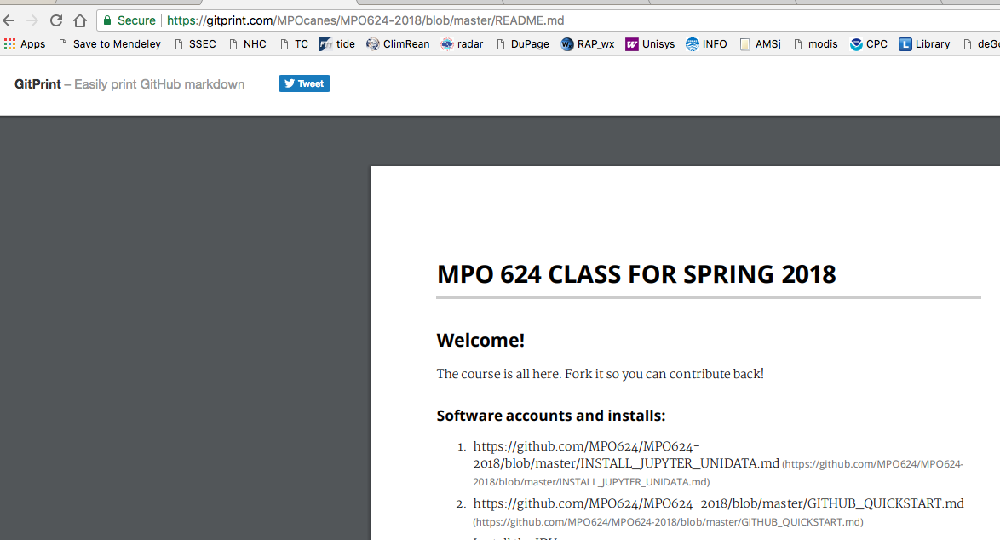 Secure https://gitprint.com/MPOcanes/MPO624-2018/blob/master/README.md
Apps Save to Mendeley SSEC NHC TC tide ClimRean radar DuPage RAP_wx Unisys INFO AMSj modis CPC Library deGo
GitPrint – Easily print GitHub markdown Tweet
MPO 624 CLASS FOR SPRING 2018
Welcome!
The course is all here. Fork it so you can contribute back!
Software accounts and installs:
1. https://github.com/MPO624/MPO624-
2018/blob/master/INSTALL_JUPYTER_UNIDATA.md (https://github.com/MPO624/MPO624-
2018/blob/master/INSTALL_JUPYTER_UNIDATA.md)
2. https://github.com/MPO624/MPO624-2018/blob/master/GITHUB_QUICKSTART.md
(https://github.com/MPO624/MPO624-2018/blob/master/GITHUB_QUICKSTART.md)